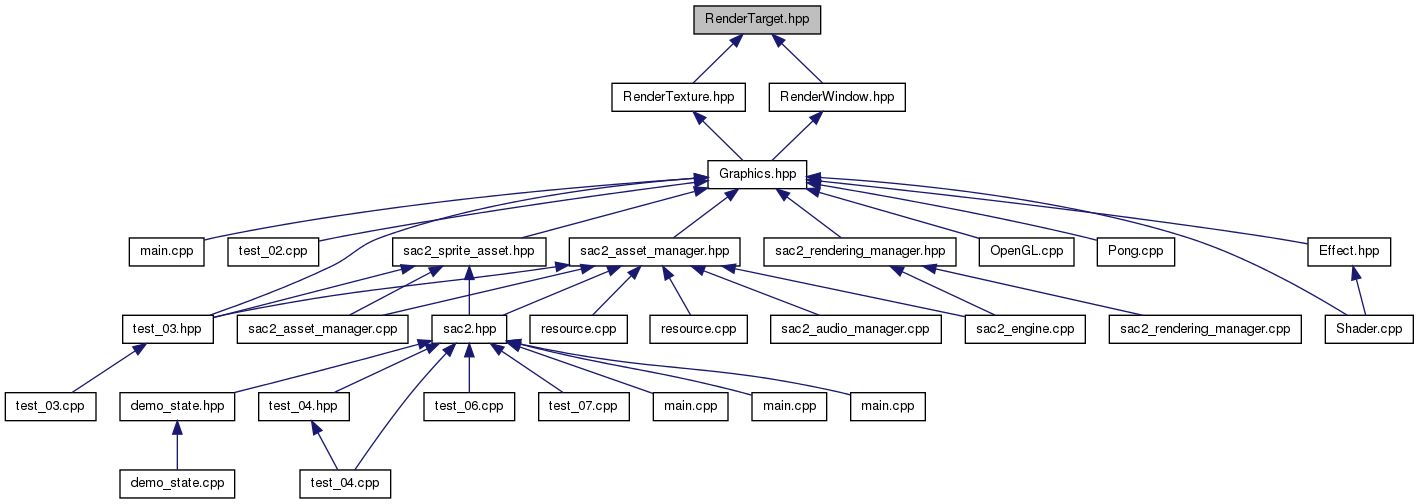 RenderTarget.hpp
RenderTexture.hpp
RenderWindow.hpp
Graphics.hpp
main.cpp
test_02.cpp
sac2_sprite_asset.hpp
sac2_asset_manager.hpp
sac2_rendering_manager.hpp
OpenGL.cpp
Pong.cpp
Effect.hpp
test_03.hpp
sac2_asset_manager.cpp
sac2.hpp
resource.cpp
resource.cpp
sac2_audio_manager.cpp
sac2_engine.cpp
sac2_rendering_manager.cpp
Shader.cpp
test_03.cpp
demo_state.hpp
test_04.hpp
test_06.cpp
test_07.cpp
main.cpp
main.cpp
main.cpp
demo_state.cpp
test_04.cpp